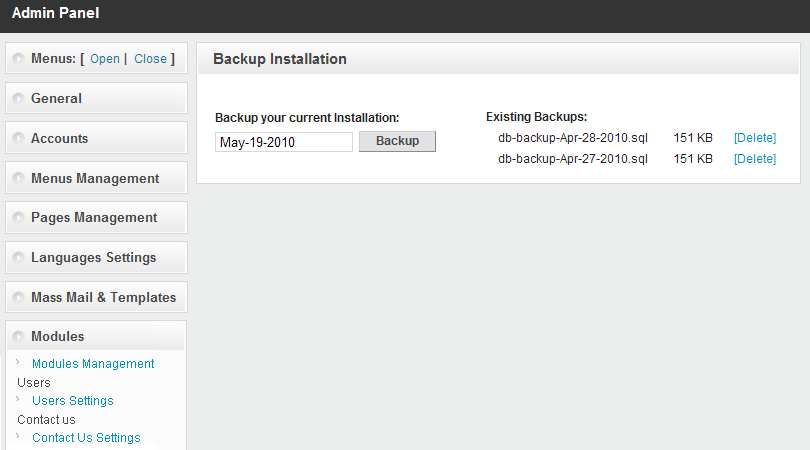 Admin Panel
Menus: [ Open | Close ]
General
Accounts
Menus Management
Pages Management
Languages Settings
Mass Mail & Templates
Modules
Modules Management
Users
Users Settings
Contact us
Contact Us Settings
Backup Installation
Backup your current Installation:
May-19-2010 Backup
Existing Backups:
db-backup-Apr-28-2010.sql 151 KB [Delete]
db-backup-Apr-27-2010.sql 151 KB [Delete]